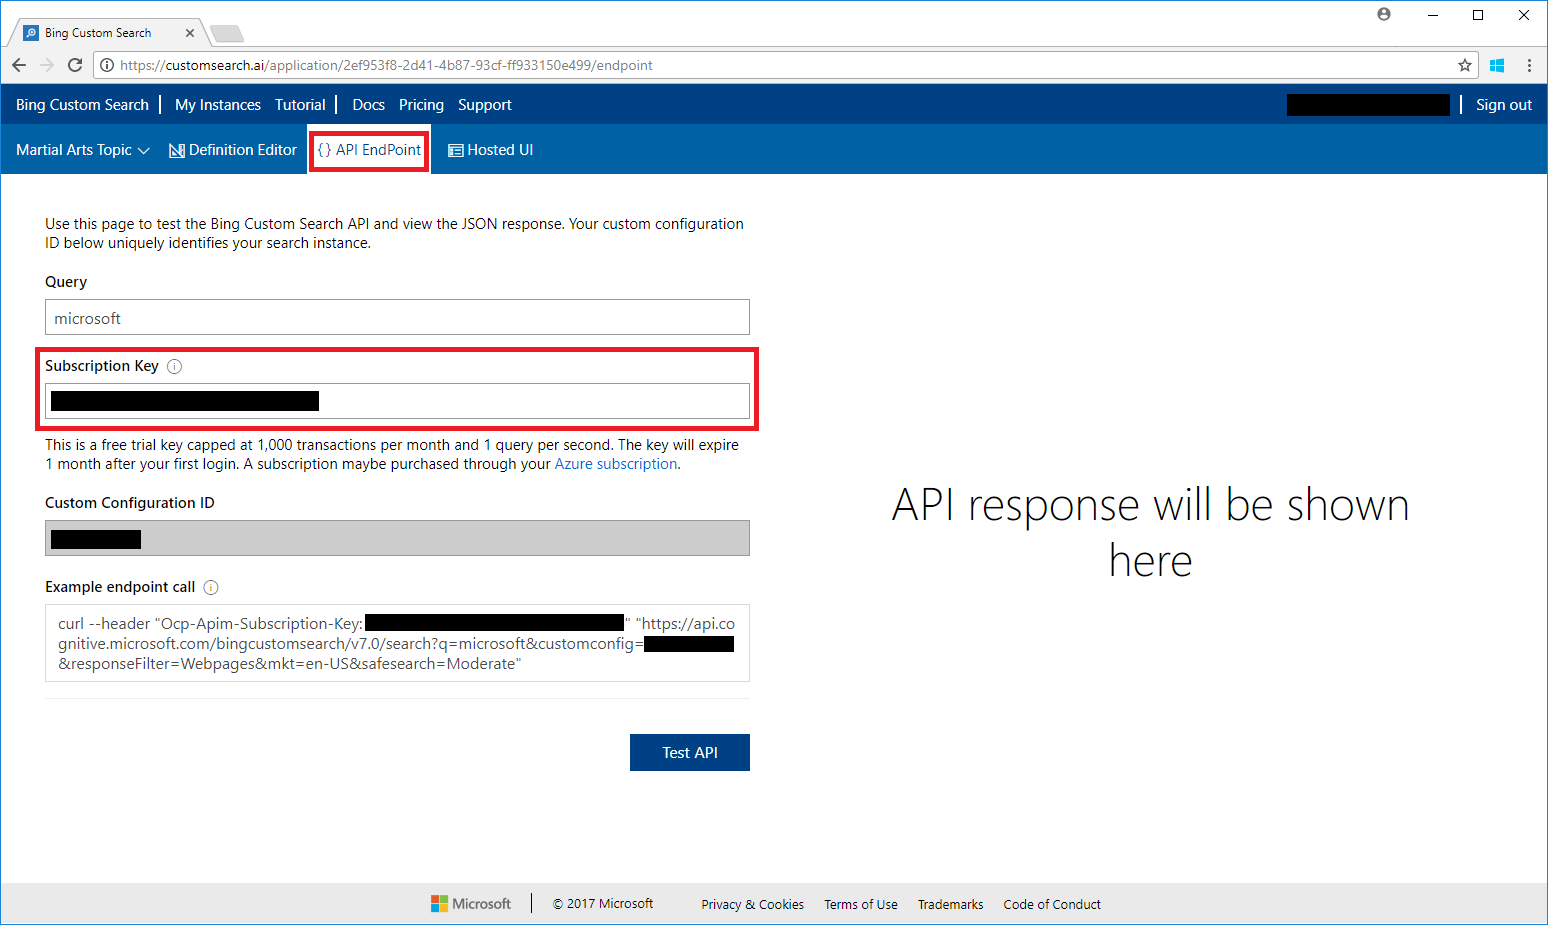 Bing Custom Search
https://customsearch.ai/application/2ef953f8-2d41-4b87-93cf-ff933150e499/endpoint
Bing Custom Search | My Instances Tutorial | Docs Pricing Support | Sign out
Martial Arts Topic Definition Editor {} API EndPoint Hosted UI
Use this page to test the Bing Custom Search API and view the JSON response. Your custom configuration
ID below uniquely identifies your search instance.
Query
microsoft
Subscription Key
This is a free trial key capped at 1,000 transactions per month and 1 query per second. The key will expire
1 month after your first login. A subscription maybe purchased through your Azure subscription.
Custom Configuration ID
Example endpoint call
curl --header "Ocp-Apim-Subscription-Key: " "https://api.co
gnitive.microsoft.com/bingcustomsearch/v7.0/search?q=microsoft&customconfig=
&responseFilter=Webpages&mkt=en-US&safesearch=Moderate"
Test API
API response will be shown
here
Microsoft | © 2017 Microsoft Privacy & Cookies Terms of Use Trademarks Code of Conduct